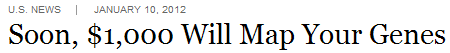 U.S. NEWS | JANUARY 10, 2012
Soon, $1,000 Will Map Your Genes